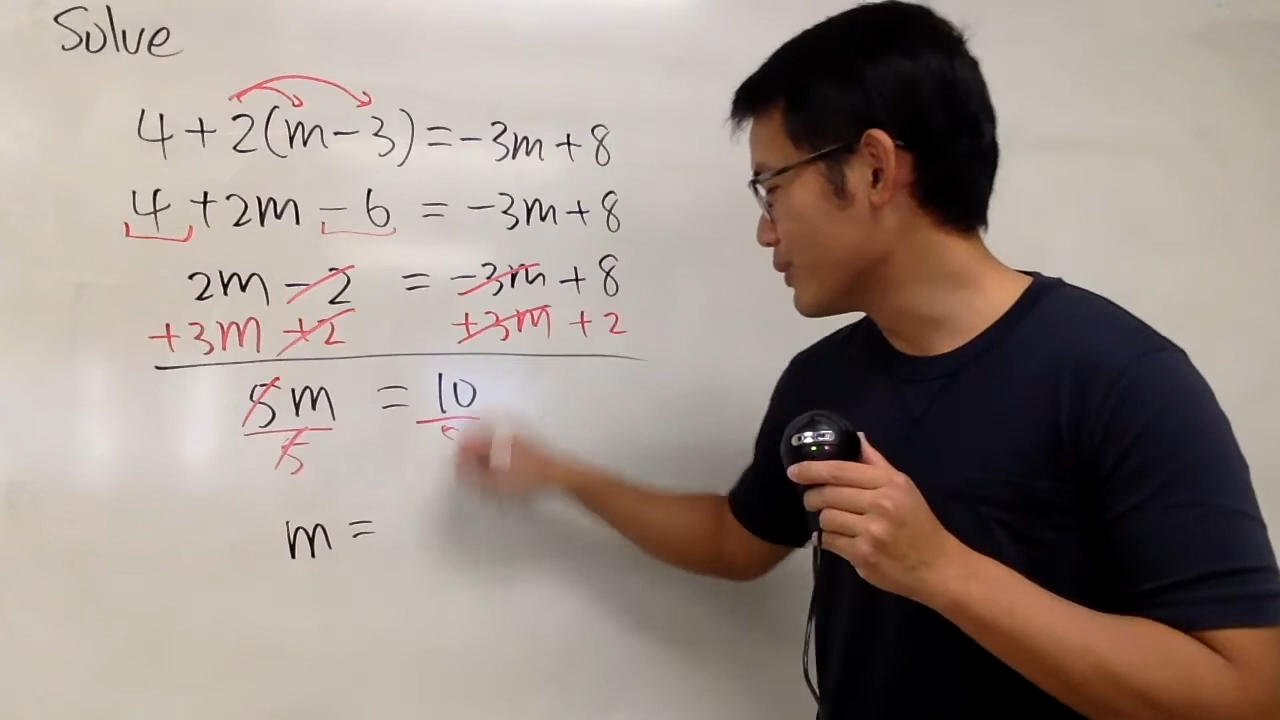 Solve
4+2(m-3)=-3m+8
4+2m-6=-3m+8
2m-2=-3m+8
+3m+2 +3m+2
5m=10
5 5
m=